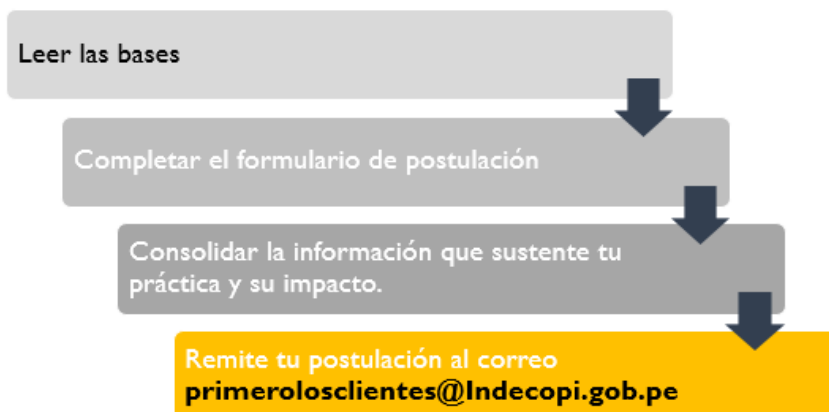 Leer las bases
Completar el formulario de postulación
Consolidar la información que sustente tu
práctica y su impacto.
Remite tu postulación al correo
primerolosclientes@Indecopi.gob.pe